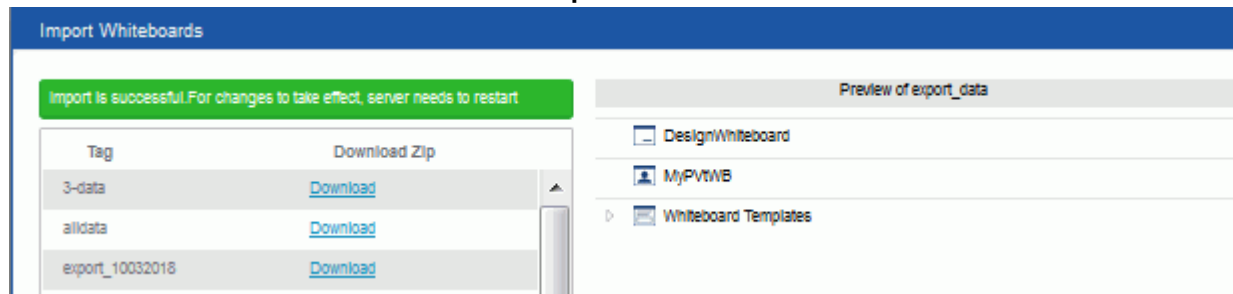 Import Whiteboards
Import is successful.For changes to take effect, server needs to restart
Preview of export_data
Tag Download Zip
3-data Download
alldata Download
export_10032018 Download
DesignWhiteboard
MyPVtWB
Whiteboard Templates